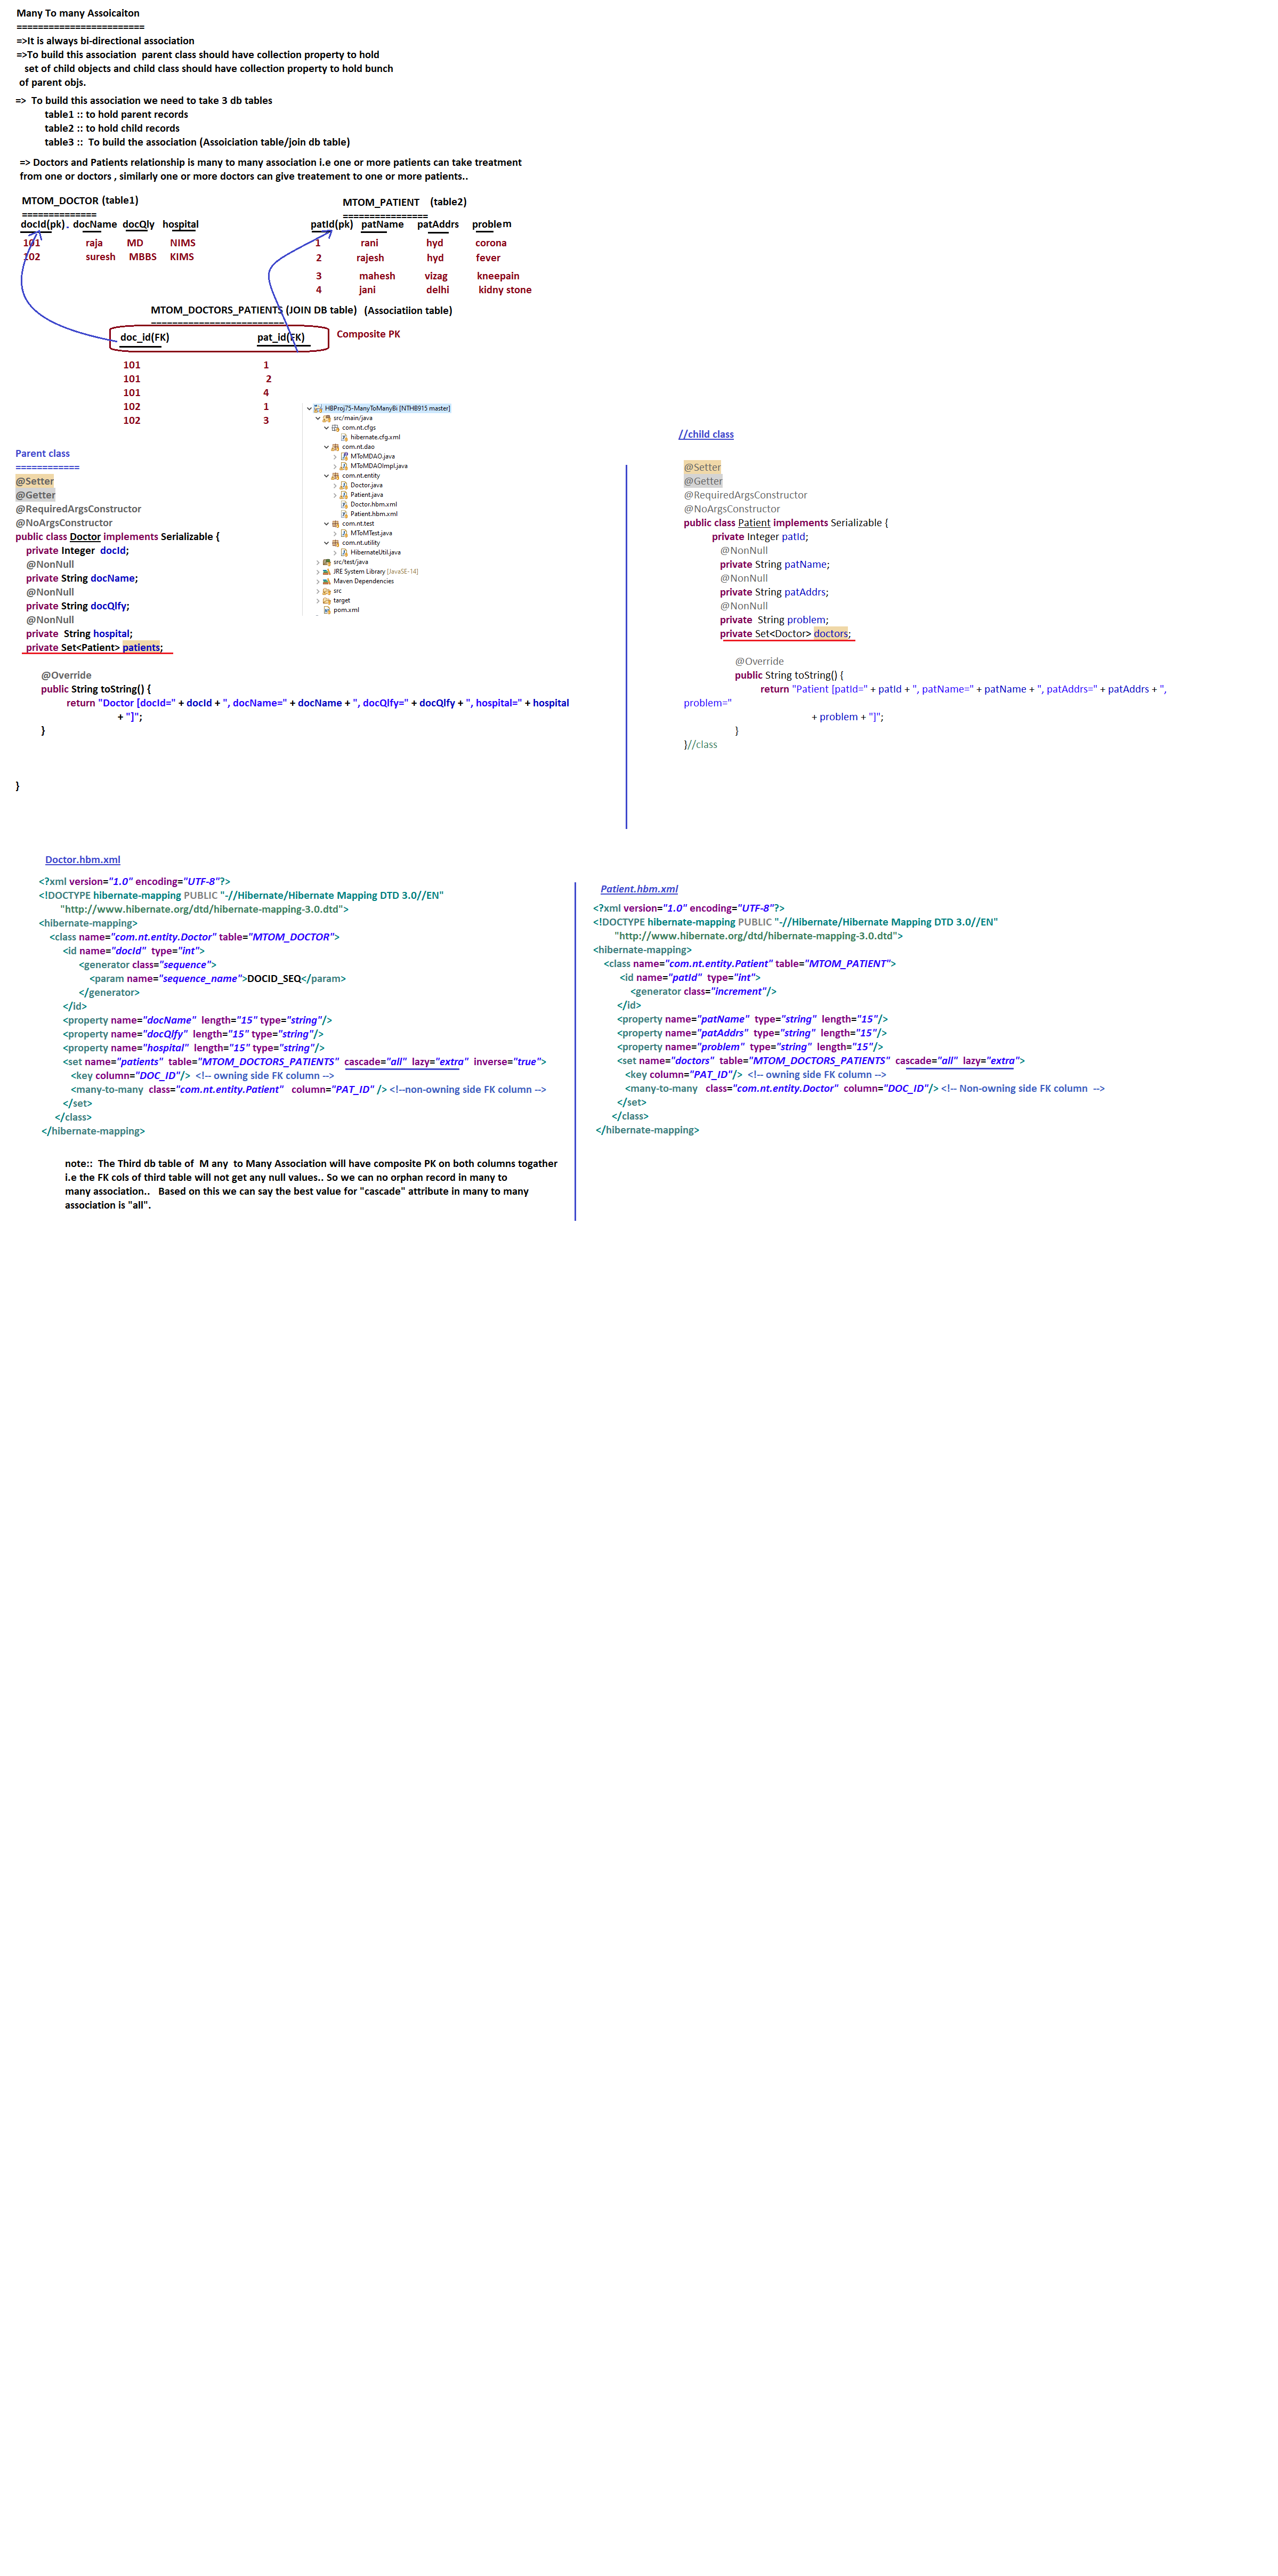 Many To many Assoicaiton
========================
=>It is always bi-directional association
=>To build this association  parent class should have collection property to hold
set of child objects and child class should have collection property to hold bunch
of parent objs.
=>  To build this association we need to take 3 db tables
table1 :: to hold parent records
table2 :: to hold child records
table3 ::  To build the association (Assoiciation table/join db table)
=> Doctors and Patients relationship is many to many association i.e one or more patients can take treatment
from one or doctors , similarly one or more doctors can give treatement to one or more patients..
MTOM_DOCTOR (table1)
==============
docId(pk). docName docQly hospital
101 raja MD NIMS
102 suresh MBBS KIMS
MTOM_PATIENT (table2)
================
patId(pk) patName patAddrs problem
1 rani hyd corona
2 rajesh hyd fever
3 mahesh vizag kneepain
4 jani delhi kidny stone
MTOM_DOCTORS_PATIENTS (JOIN DB table) (Associatiion table)
=========================
doc_id(FK) pat_id(FK) Composite PK
101 1
101 2
101 4
102 1
102 3
HBProj75-ManyToManyBi [NTHB915 master]
src/main/java
com.nt.cfgs
hibernate.cfg.xml
com.nt.dao
MToMDAO.java
MToMDAOImpl.java
com.nt.entity
Doctor.java
Patient.java
Doctor.hbm.xml
Patient.hbm.xml
com.nt.test
MToMTest.java
com.nt.utility
HibernateUtil.java
src/test/java
JRE System Library [JavaSE-14]
Maven Dependencies
src
target
pom.xml
Parent class
============
@Setter
@Getter
@RequiredArgsConstructor
@NoArgsConstructor
public class Doctor implements Serializable {
private Integer  docId;
@NonNull
private String docName;
@NonNull
private String docQlfy;
@NonNull
private  String hospital;
private Set<Patient> patients;
@Override
public String toString() {
return "Doctor [docId=" + docId + ", docName=" + docName + ", docQlfy=" + docQlfy + ", hospital=" + hospital
+ "]";
}
}
//child class
@Setter
@Getter
@RequiredArgsConstructor
@NoArgsConstructor
public class Patient implements Serializable {
private Integer patId;
@NonNull
private String patName;
@NonNull
private String patAddrs;
@NonNull
private  String problem;
private Set<Doctor> doctors;
@Override
public String toString() {
return "Patient [patId=" + patId + ", patName=" + patName + ", patAddrs=" + patAddrs + ",
problem="
+ problem + "]";
}
}//class
Doctor.hbm.xml
<?xml version="1.0" encoding="UTF-8"?>
<!DOCTYPE hibernate-mapping PUBLIC "-//Hibernate/Hibernate Mapping DTD 3.0//EN"
"http://www.hibernate.org/dtd/hibernate-mapping-3.0.dtd">
<hibernate-mapping>
<class name="com.nt.entity.Doctor" table="MTOM_DOCTOR">
<id name="docId"  type="int">
<generator class="sequence">
<param name="sequence_name">DOCID_SEQ</param>
</generator>
</id>
<property name="docName"  length="15" type="string"/>
<property name="docQlfy"  length="15" type="string"/>
<property name="hospital"  length="15" type="string"/>
<set name="patients"  table="MTOM_DOCTORS_PATIENTS"  cascade="all"  lazy="extra"  inverse="true">
<key column="DOC_ID"/>  <!-- owning side FK column -->
<many-to-many  class="com.nt.entity.Patient"   column="PAT_ID" /> <!--non-owning side FK column -->
</set>
</class>
</hibernate-mapping>
Patient.hbm.xml
<?xml version="1.0" encoding="UTF-8"?>
<!DOCTYPE hibernate-mapping PUBLIC "-//Hibernate/Hibernate Mapping DTD 3.0//EN"
"http://www.hibernate.org/dtd/hibernate-mapping-3.0.dtd">
<hibernate-mapping>
<class name="com.nt.entity.Patient" table="MTOM_PATIENT">
<id name="patId"  type="int">
<generator class="increment"/>
</id>
<property name="patName"  type="string"  length="15"/>
<property name="patAddrs"  type="string"  length="15"/>
<property name="problem"  type="string"  length="15"/>
<set name="doctors"  table="MTOM_DOCTORS_PATIENTS"  cascade="all"  lazy="extra">
<key column="PAT_ID"/>  <!-- owning side FK column -->
<many-to-many   class="com.nt.entity.Doctor"  column="DOC_ID"/> <!-- Non-owning side FK column  -->
</set>
</class>
</hibernate-mapping>
note::  The Third db table of  M any  to Many Association will have composite PK on both columns togather
i.e the FK cols of third table will not get any null values.. So we can no orphan record in many to
many association..   Based on this we can say the best value for "cascade" attribute in many to many
association is "all".